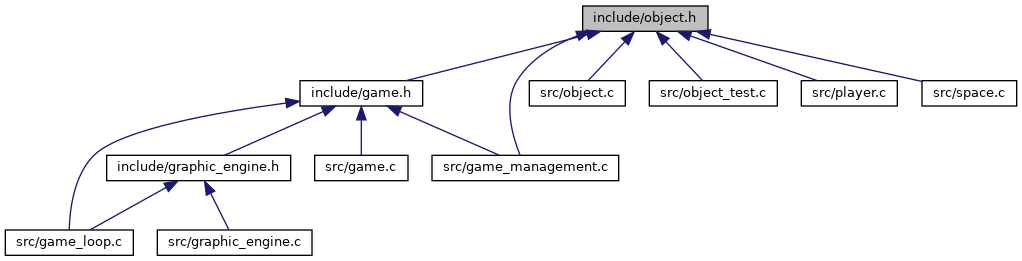 include/object.h
include/game.h
src/object.c
src/object_test.c
src/player.c
src/space.c
include/graphic_engine.h
src/game.c
src/game_management.c
src/game_loop.c
src/graphic_engine.c